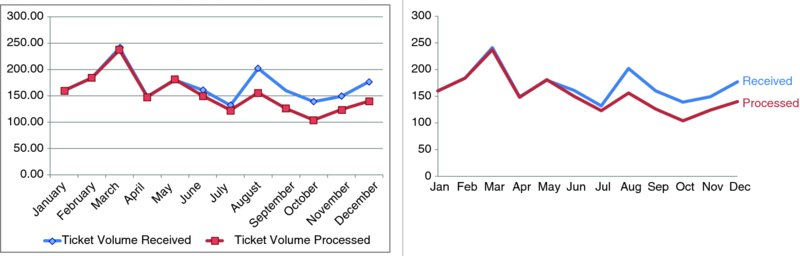 300.00
250.00
200.00
150.00
100.00
50.00
0.00
January
February
March
April
May
June
July
August
September
October
November
December
Ticket Volume Received
Ticket Volume Processed
300
250
200
150
100
50
0
Jan Feb Mar Apr May Jun Jul Aug Sep Oct Nov Dec
Received
Processed